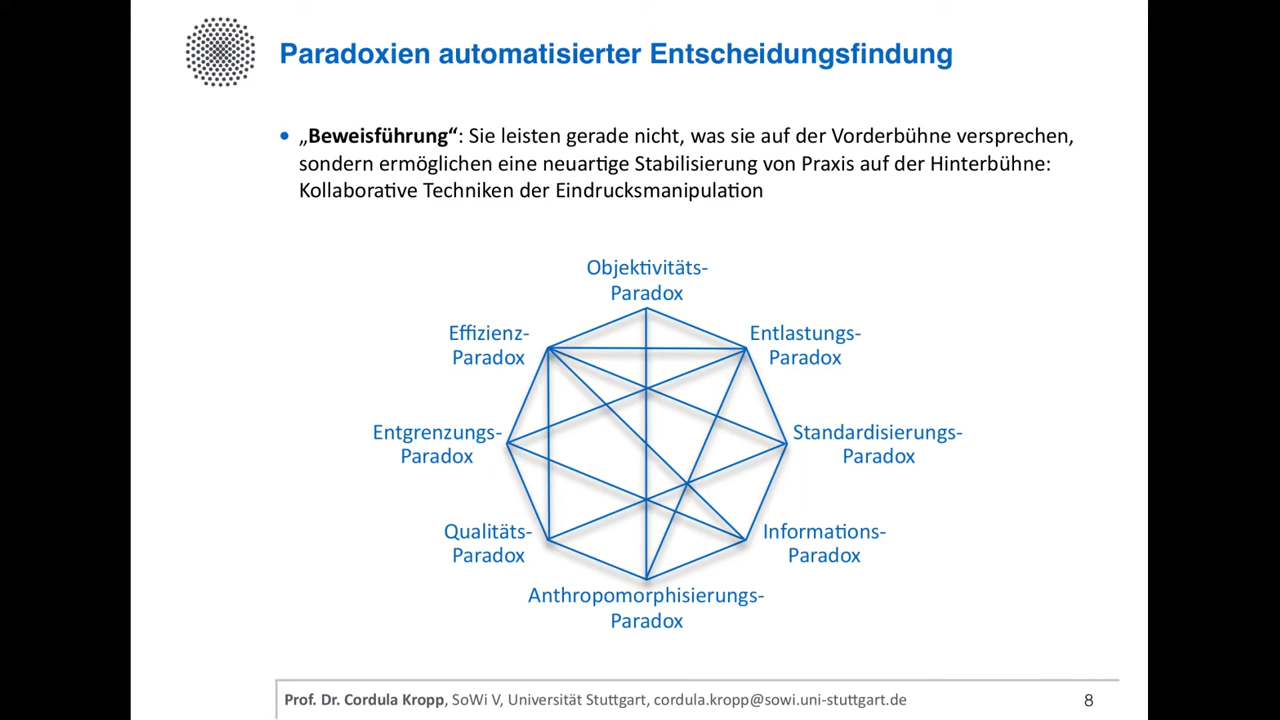 Paradoxien automatisierter Entscheidungsfindung
• „Beweisführung“: Sie leisten gerade nicht, was sie auf der Vorderbühne versprechen,
sondern ermöglichen eine neuartige Stabilisierung von Praxis auf der Hinterbühne:
Kollaborative Techniken der Eindrucksmanipulation
Objektivitäts-
Paradox
Effizienz-
Paradox
Entlastungs-
Paradox
Entgrenzungs-
Paradox
Standardisierungs-
Paradox
Qualitäts-
Paradox
Informations-
Paradox
Anthropomorphisierungs-
Paradox
Prof. Dr. Cordula Kropp, SoWi V, Universität Stuttgart, cordula.kropp@sowi.uni-stuttgart.de
8